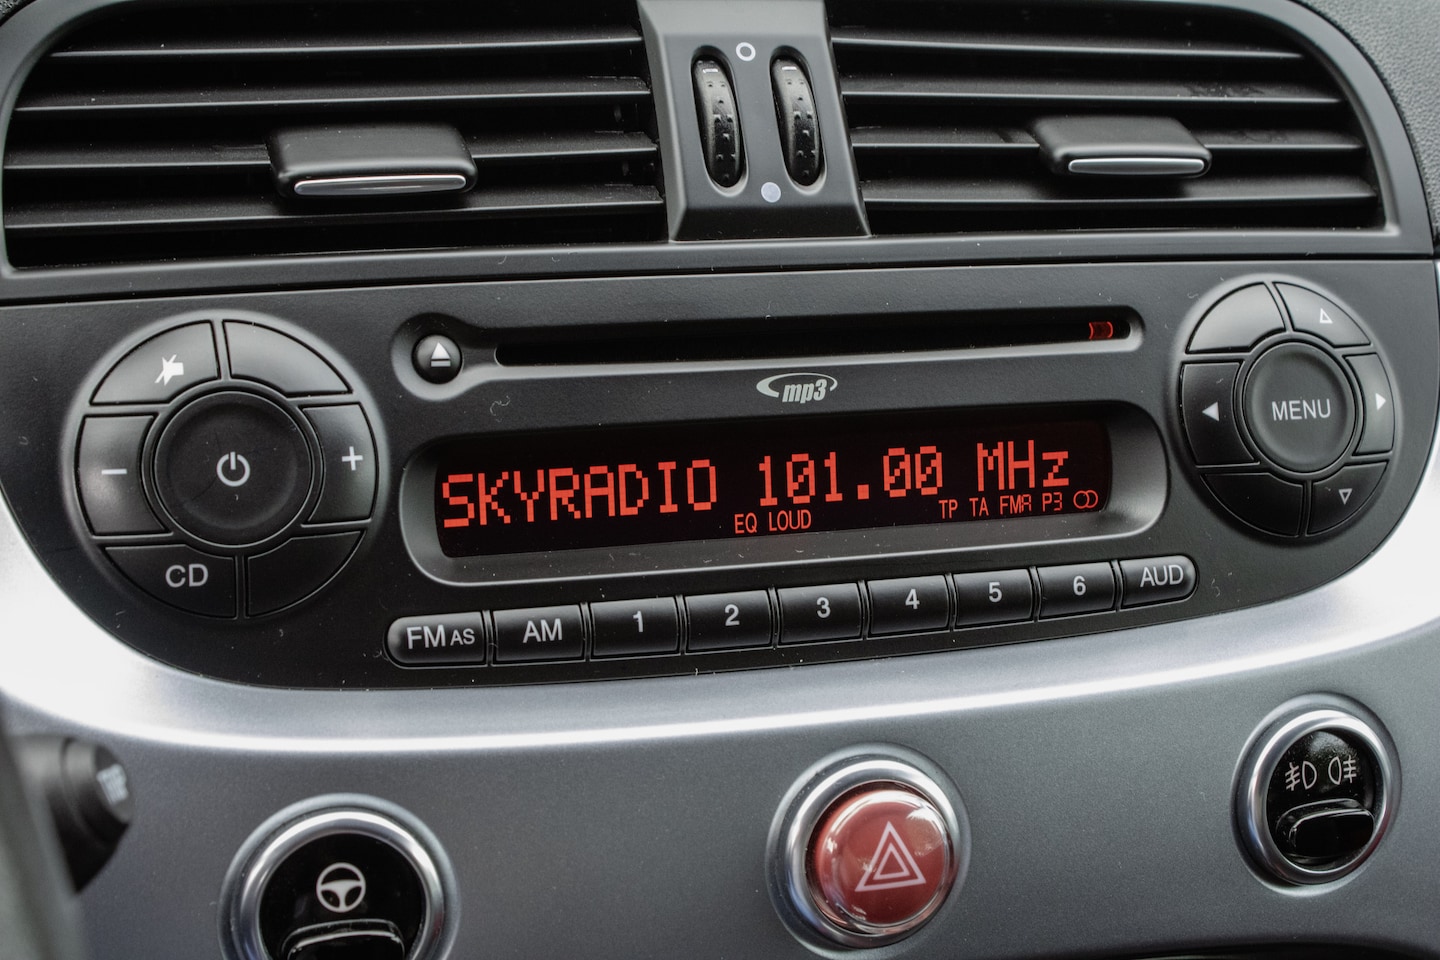 mp3
SKYRADIO 101.00 MHz
EQ LOUD TP TA FMA P3
MENU
CD
FM AS AM 1 2 3 4 5 6 AUD